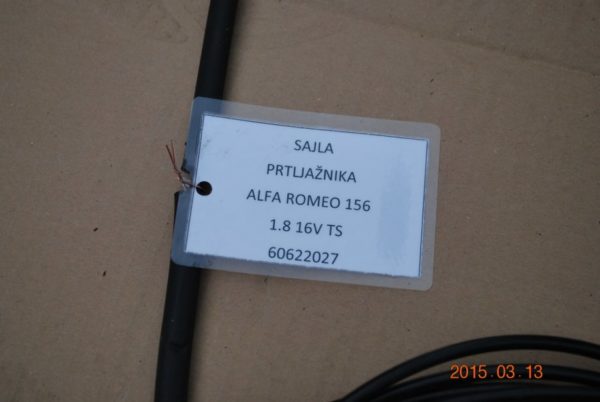 SAJLA
PRTLJAŽNIKA
ALFA ROMEO 156
1.8 16V TS
60622027
2015.03.13